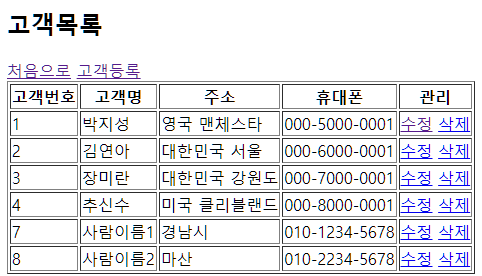 고객목록
처음으로 고객등록
고객번호 고객명 주소 휴대폰 관리
1 박지성 영국 맨체스타 000-5000-0001 수정 삭제
2 김연아 대한민국 서울 000-6000-0001 수정 삭제
3 장미란 대한민국 강원도 000-7000-0001 수정 삭제
4 추신수 미국 클리블랜드 000-8000-0001 수정 삭제
7 사람이름1 경남시 010-1234-5678 수정 삭제
8 사람이름2 마산 010-2234-5678 수정 삭제